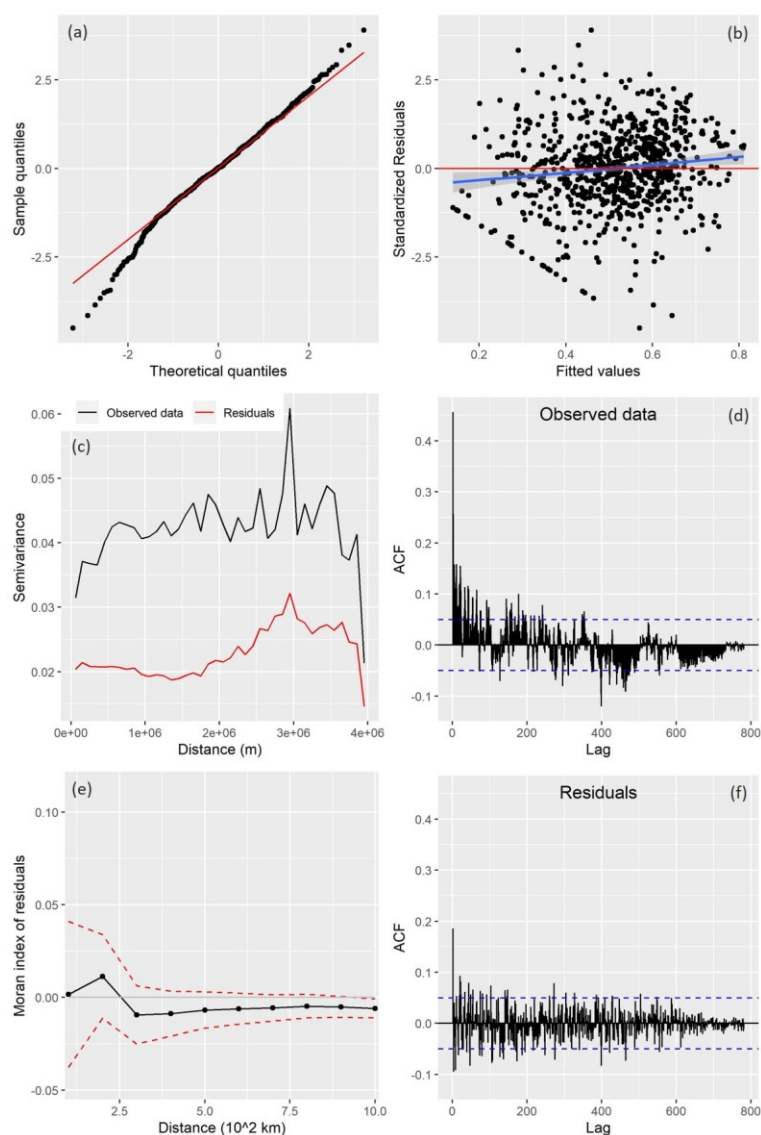 (a)
Sample quantiles
2.5
0.0
-2.5
-2 0 2
Theoretical quantiles
(b)
Standardized Residuals
2.5
0.0
-2.5
0.2 0.4 0.6 0.8
Fitted values
Observed data Residuals
(c)
Semivariance
0.06
0.05
0.04
0.03
0.02
0e+00 1e+06 2e+06 3e+06 4e+06
Distance (m)
Observed data (d)
ACF
0.4
0.3
0.2
0.1
0.0
-0.1
0 200 400 600 800
Lag
(e)
Moran index of residuals
0.10
0.05
0.00
-0.05
2.5 5.0 7.5 10.0
Distance (10^2 km)
Residuals (f)
ACF
0.4
0.3
0.2
0.1
0.0
-0.1
0 200 400 600 800
Lag